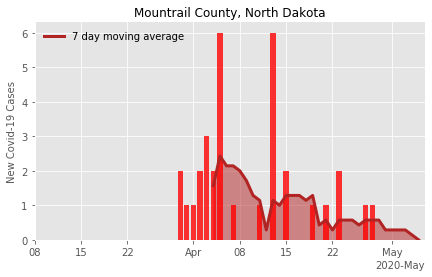 Mountrail County, North Dakota
7 day moving average
New Covid-19 Cases
6
5
4
3
2
1
0
08 15 22 Apr 08 15 22 May
2020-May